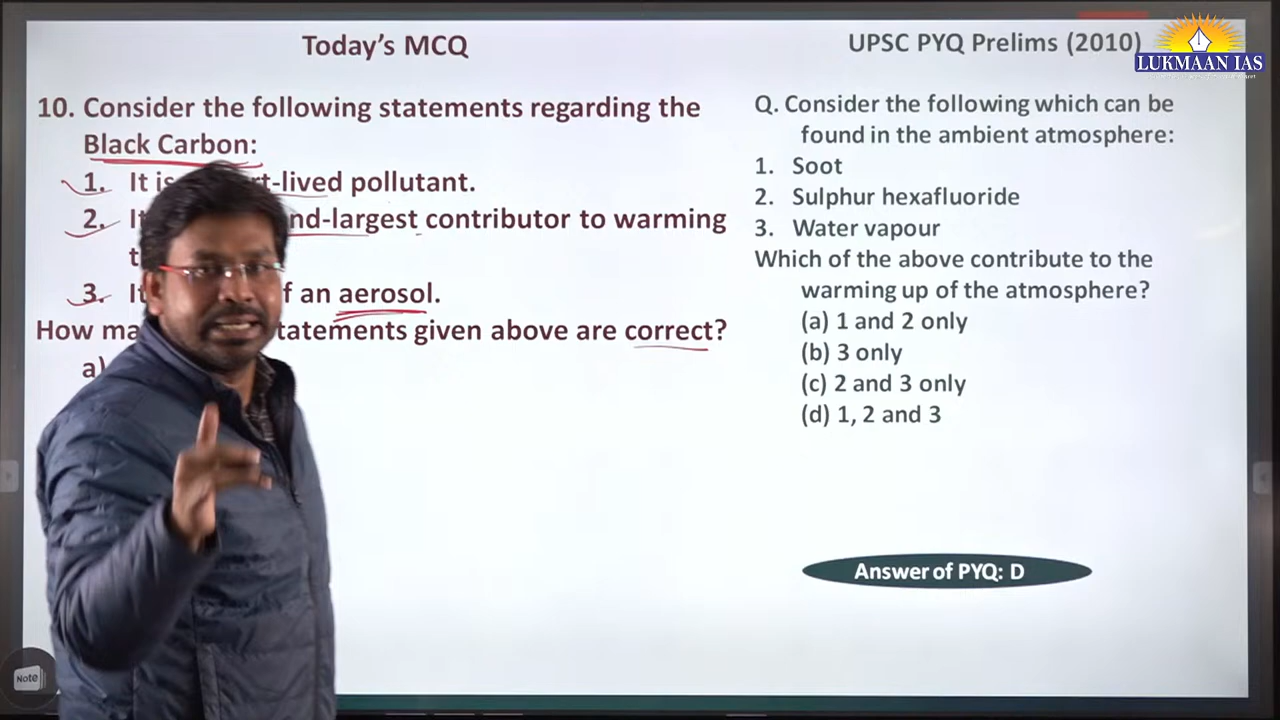 Today's MCQ
UPSC PYQ Prelims (2010)
LUKMAAN IAS
10. Consider the following statements regarding the
Black Carbon:
1. It is rt-lived pollutant.
2. nd-largest contributor to warming
3. f an aerosol.
How ma tatements given above are correct?
a)
Q. Consider the following which can be
found in the ambient atmosphere:
1. Soot
2. Sulphur hexafluoride
3. Water vapour
Which of the above contribute to the
warming up of the atmosphere?
(a) 1 and 2 only
(b) 3 only
(c) 2 and 3 only
(d) 1, 2 and 3
Answer of PYQ: D
Note